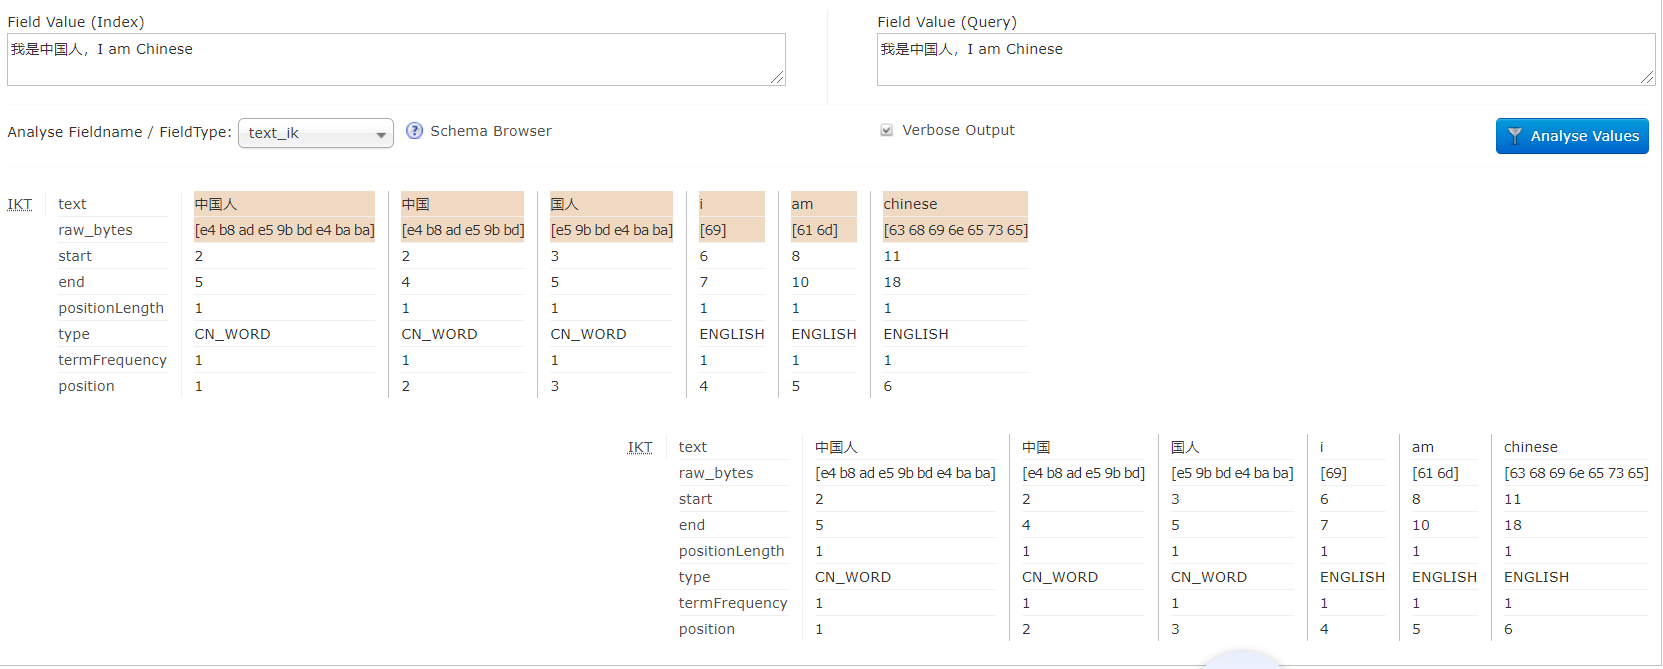 Field Value (Index) Field Value (Query)
我是中国人，I am Chinese 我是中国人，I am Chinese
Analyse Fieldname / FieldType: text_ik ? Schema Browser Verbose Output Analyse Values
IKT text 中国人 中国 国人 i am chinese
raw_bytes [e4 b8 ad e5 9b bd e4 ba ba] [e4 b8 ad e5 9b bd] [e5 9b bd e4 ba ba] [69] [61 6d] [63 68 69 6e 65 73 65]
start 2 2 3 6 8 11
end 5 4 5 7 10 18
positionLength 1 1 1 1 1 1
type CN_WORD CN_WORD CN_WORD ENGLISH ENGLISH ENGLISH
termFrequency 1 1 1 1 1 1
position 1 2 3 4 5 6
IKT text 中国人 中国 国人 i am chinese
raw_bytes [e4 b8 ad e5 9b bd e4 ba ba] [e4 b8 ad e5 9b bd] [e5 9b bd e4 ba ba] [69] [61 6d] [63 68 69 6e 65 73 65]
start 2 2 3 6 8 11
end 5 4 5 7 10 18
positionLength 1 1 1 1 1 1
type CN_WORD CN_WORD CN_WORD ENGLISH ENGLISH ENGLISH
termFrequency 1 1 1 1 1 1
position 1 2 3 4 5 6